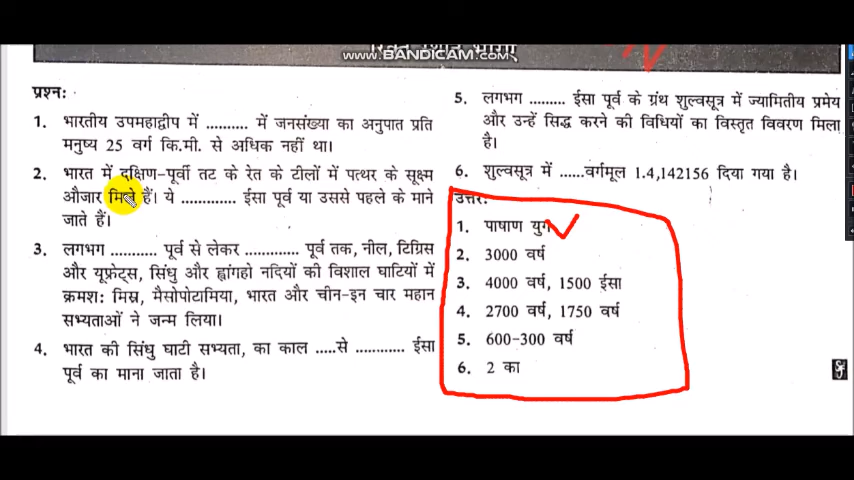 रिक्त स्थान भरिए
www.BANDICAM.com
प्रश्न:
1. भारतीय उपमहाद्वीप में .......... में जनसंख्या का अनुपात प्रति
मनुष्य 25 वर्ग कि.मी. से अधिक नहीं था।
2. भारत में दक्षिण-पूर्वी तट के रेत के टीलों में पत्थर के सूक्ष्म
औजार मिले हैं। ये ............. ईसा पूर्व या उससे पहले के माने
जाते हैं।
3. लगभग ........... पूर्व से लेकर ............. पूर्व तक, नील, टिग्रिस
और यूफ्रेट्स, सिंधु और ह्वांगहो नदियों की विशाल घाटियों में
क्रमश: मिस्र, मैसोपोटामिया, भारत और चीन-इन चार महान
सभ्यताओं ने जन्म लिया।
4. भारत की सिंधु घाटी सभ्यता, का काल .....से ............ ईसा
पूर्व का माना जाता है।
5. लगभग ......... ईसा पूर्व के ग्रंथ शुल्वसूत्र में ज्यामितीय प्रमेय
और उन्हें सिद्ध करने की विधियों का विस्तृत विवरण मिला
है।
6. शुल्वसूत्र में ......वर्गमूल 1.4,142156 दिया गया है।
उत्तर:
1. पाषाण युग
2. 3000 वर्ष
3. 4000 वर्ष, 1500 ईसा
4. 2700 वर्ष, 1750 वर्ष
5. 600-300 वर्ष
6. 2 का